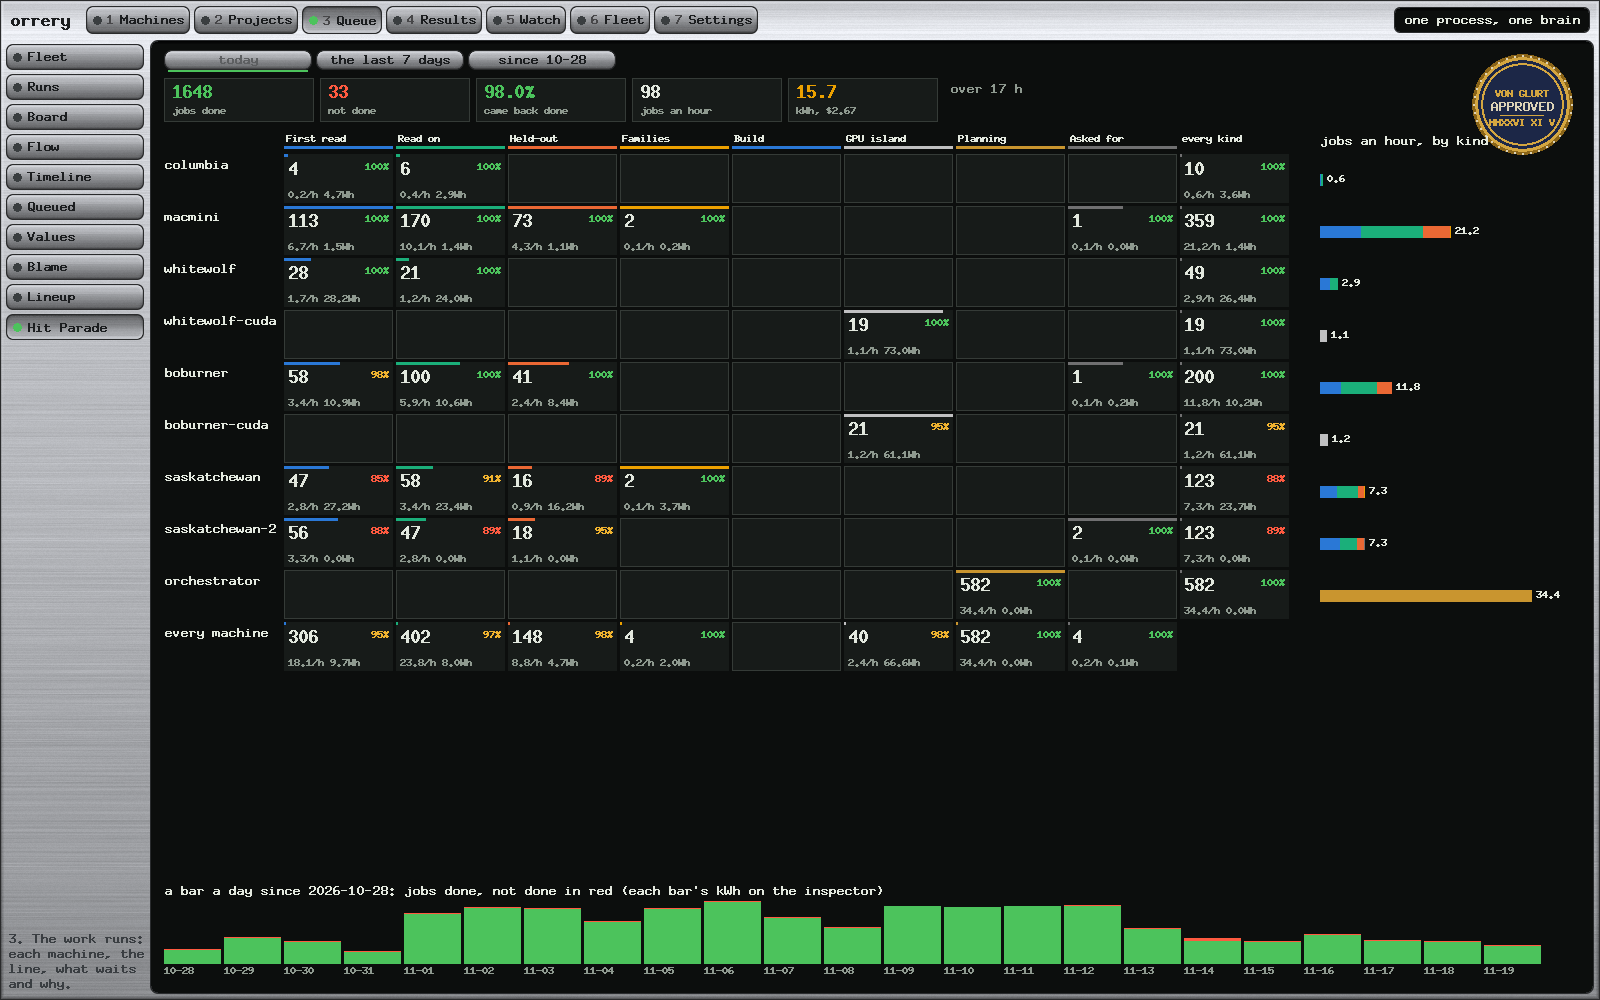 orrery
1 Machines
2 Projects
3 Queue
4 Results
5 Watch
6 Fleet
7 Settings
one process, one brain
Fleet
Runs
Board
Flow
Timeline
Queued
Values
Blame
Lineup
Hit Parade
3. The work runs:
each machine, the
line, what waits
and why.
today
the last 7 days
since 10-28
1648
jobs done
33
not done
98.0%
came back done
98
jobs an hour
15.7
kWh, $2.67
over 17 h
VON GLURT
APPROVED
MMXXVI XI V
First read Read on Held-out Families Build GPU island Planning Asked for every kind
jobs an hour, by kind
columbia
4 100% 6 100% 10 100%
0.2/h 4.7Wh 0.4/h 2.9Wh 0.6/h 3.6Wh
0.6
macmini
113 100% 170 100% 73 100% 2 100% 1 100% 359 100%
6.7/h 1.5Wh 10.1/h 1.4Wh 4.3/h 1.1Wh 0.1/h 0.2Wh 0.1/h 0.0Wh 21.2/h 1.4Wh
21.2
whitewolf
28 100% 21 100% 49 100%
1.7/h 28.2Wh 1.2/h 24.0Wh 2.9/h 26.4Wh
2.9
whitewolf-cuda
19 100% 19 100%
1.1/h 73.0Wh 1.1/h 73.0Wh
1.1
boburner
58 98% 100 100% 41 100% 1 100% 200 100%
3.4/h 10.9Wh 5.9/h 10.6Wh 2.4/h 8.4Wh 0.1/h 0.2Wh 11.8/h 10.2Wh
11.8
boburner-cuda
21 95% 21 95%
1.2/h 61.1Wh 1.2/h 61.1Wh
1.2
saskatchewan
47 85% 58 91% 16 89% 2 100% 123 88%
2.8/h 27.2Wh 3.4/h 23.4Wh 0.9/h 16.2Wh 0.1/h 3.7Wh 7.3/h 23.7Wh
7.3
saskatchewan-2
56 88% 47 89% 18 95% 2 100% 123 89%
3.3/h 0.0Wh 2.8/h 0.0Wh 1.1/h 0.0Wh 0.1/h 0.0Wh 7.3/h 0.0Wh
7.3
orchestrator
582 100% 582 100%
34.4/h 0.0Wh 34.4/h 0.0Wh
34.4
every machine
306 95% 402 97% 148 98% 4 100% 40 98% 582 100% 4 100%
18.1/h 9.7Wh 23.8/h 8.0Wh 8.8/h 4.7Wh 0.2/h 2.0Wh 2.4/h 66.6Wh 34.4/h 0.0Wh 0.2/h 0.1Wh
a bar a day since 2026-10-28: jobs done, not done in red (each bar's kWh on the inspector)
10-28 10-29 10-30 10-31 11-01 11-02 11-03 11-04 11-05 11-06 11-07 11-08 11-09 11-10 11-11 11-12 11-13 11-14 11-15 11-16 11-17 11-18 11-19